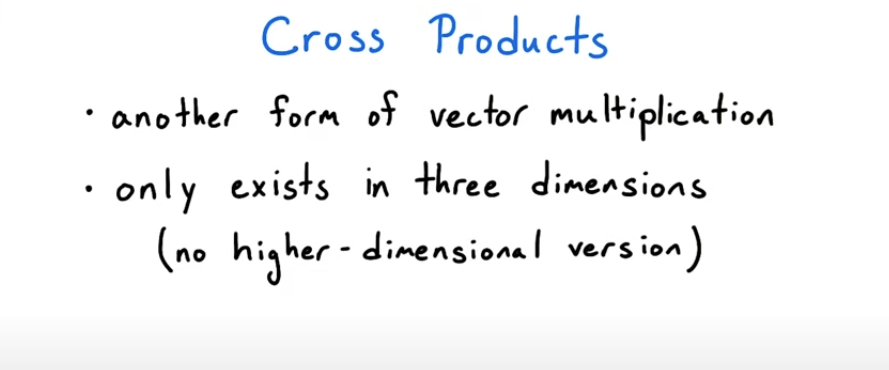 Cross Products
· another form of vector multiplication
· only exists in three dimensions
(no higher-dimensional version)